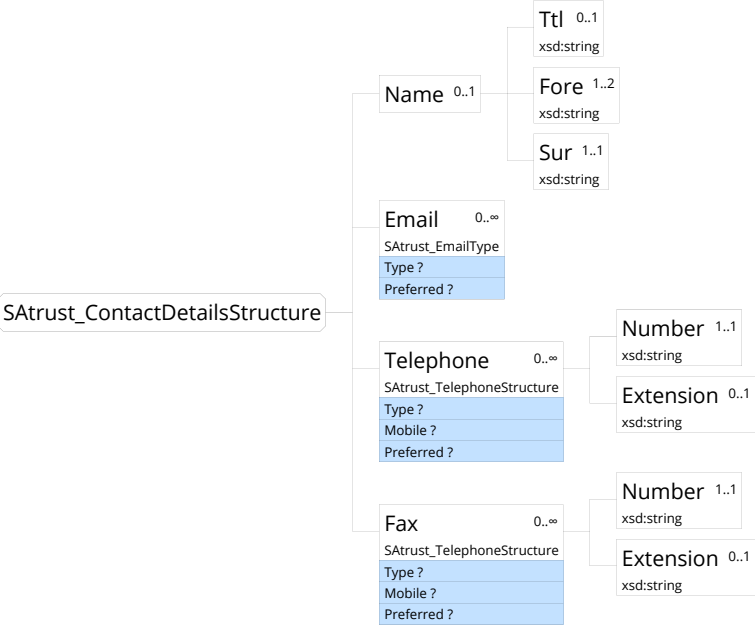 SAtrust_ContactDetailsStructure
Name 0..1
Ttl 0..1
xsd:string
Fore 1..2
xsd:string
Sur 1..1
xsd:string
Email 0..∞
SAtrust_EmailType
Type ?
Preferred ?
Telephone 0..∞
SAtrust_TelephoneStructure
Type ?
Mobile ?
Preferred ?
Number 1..1
xsd:string
Extension 0..1
xsd:string
Fax 0..∞
SAtrust_TelephoneStructure
Type ?
Mobile ?
Preferred ?
Number 1..1
xsd:string
Extension 0..1
xsd:string